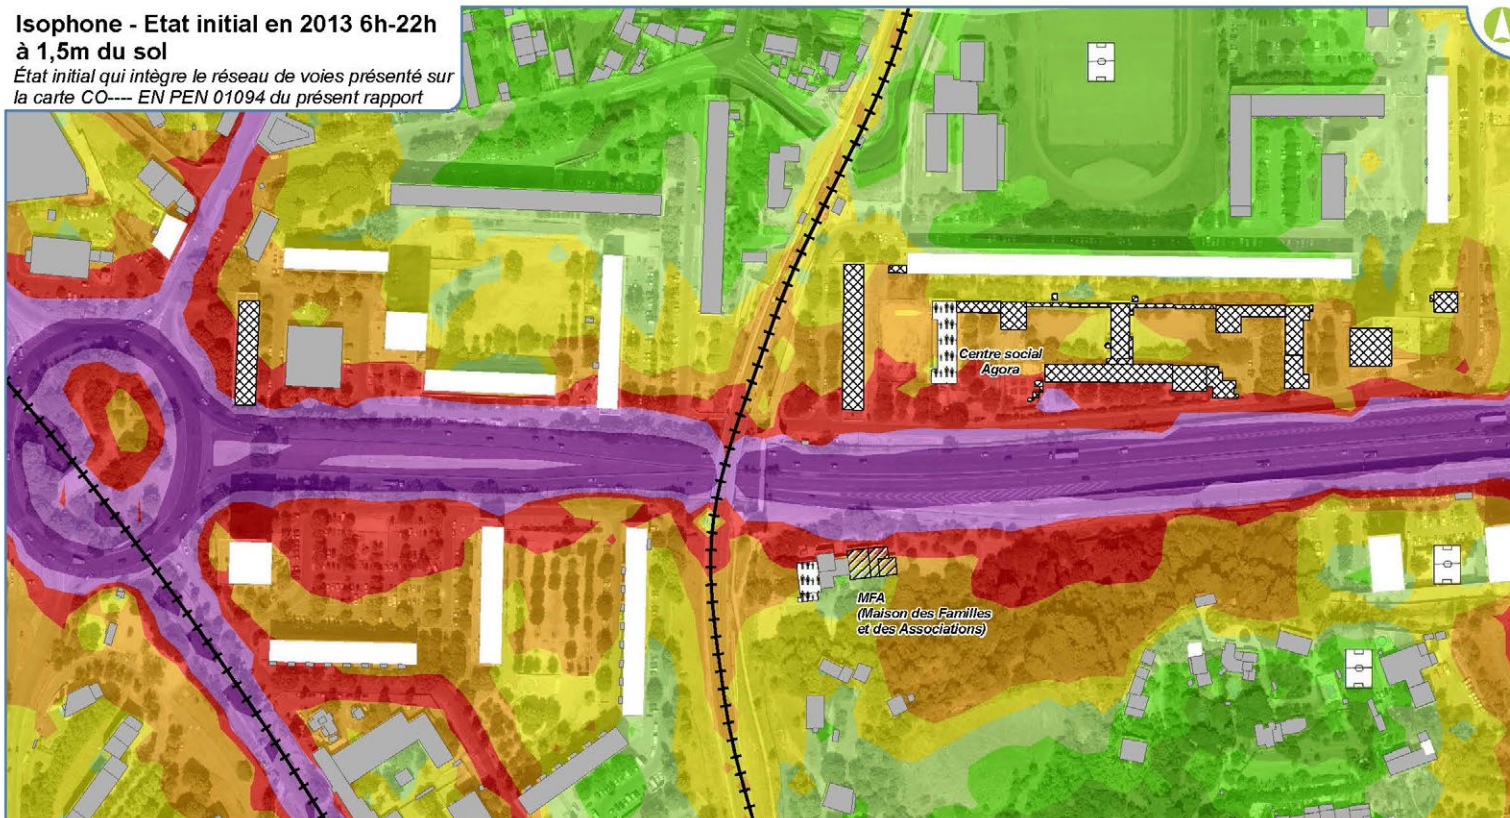 Isophone - Etat initial en 2013 6h-22h
à 1,5m du sol
État initial qui intègre le réseau de voies présenté sur
la carte CO---- EN PEN 01094 du présent rapport
Centre social
Agora
MFA
(Maison des Familles
et des Associations)